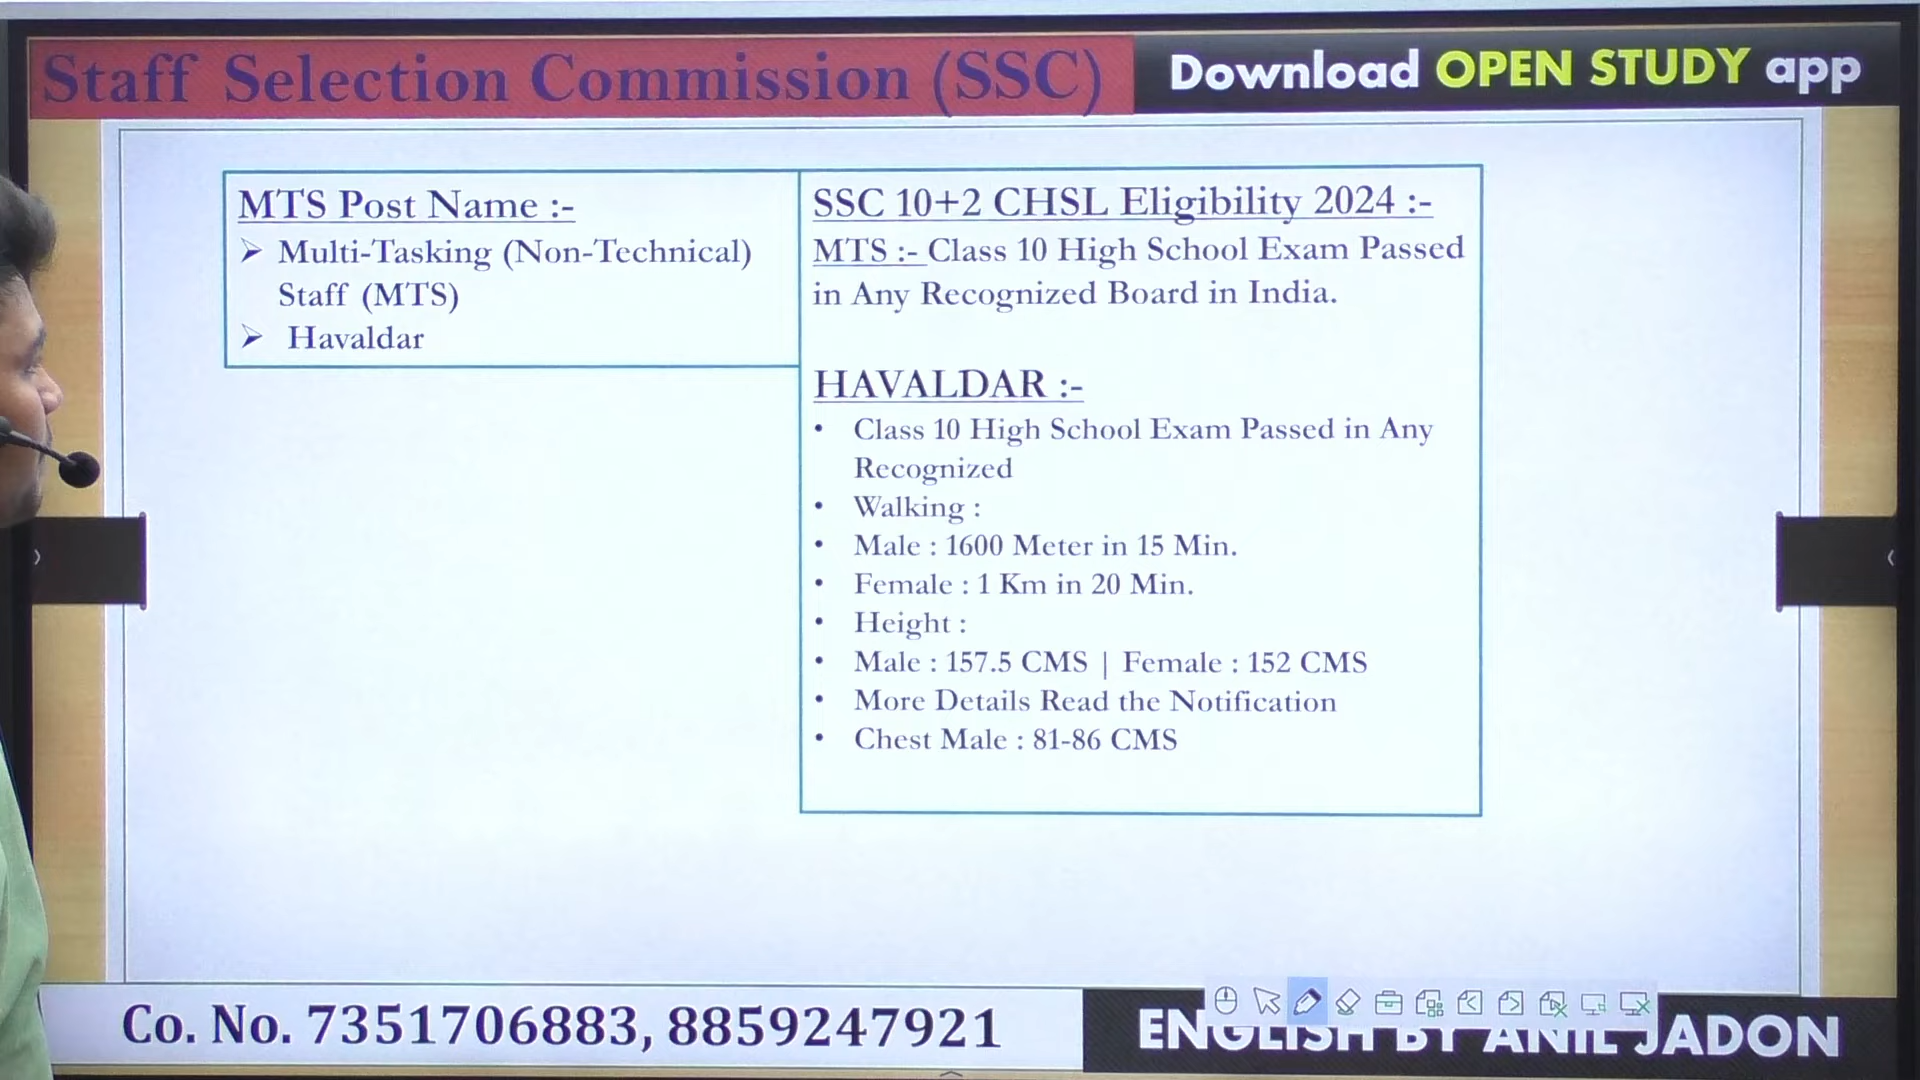 Staff Selection Commission (SSC)
Download OPEN STUDY app
MTS Post Name :-
Multi-Tasking (Non-Technical)
Staff (MTS)
Havaldar
SSC 10+2 CHSL Eligibility 2024 :-
MTS :- Class 10 High School Exam Passed
in Any Recognized Board in India.
HAVALDAR :-
• Class 10 High School Exam Passed in Any
Recognized
• Walking :
• Male : 1600 Meter in 15 Min.
• Female : 1 Km in 20 Min.
• Height :
• Male : 157.5 CMS | Female : 152 CMS
• More Details Read the Notification
• Chest Male : 81-86 CMS
Co. No. 7351706883, 8859247921
ENGLISH BY ANIL JADON